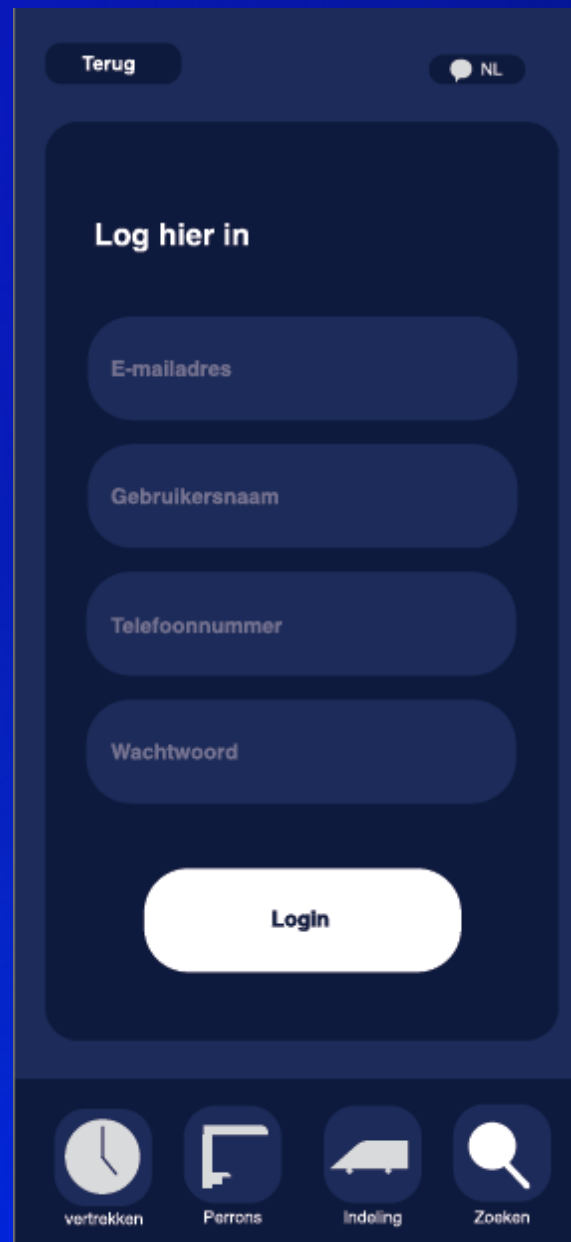 Terug
NL
Log hier in
E-mailadres
Gebruikersnaam
Telefoonnummer
Wachtwoord
Login
vertrekken
Perrons
Indeling
Zoeken